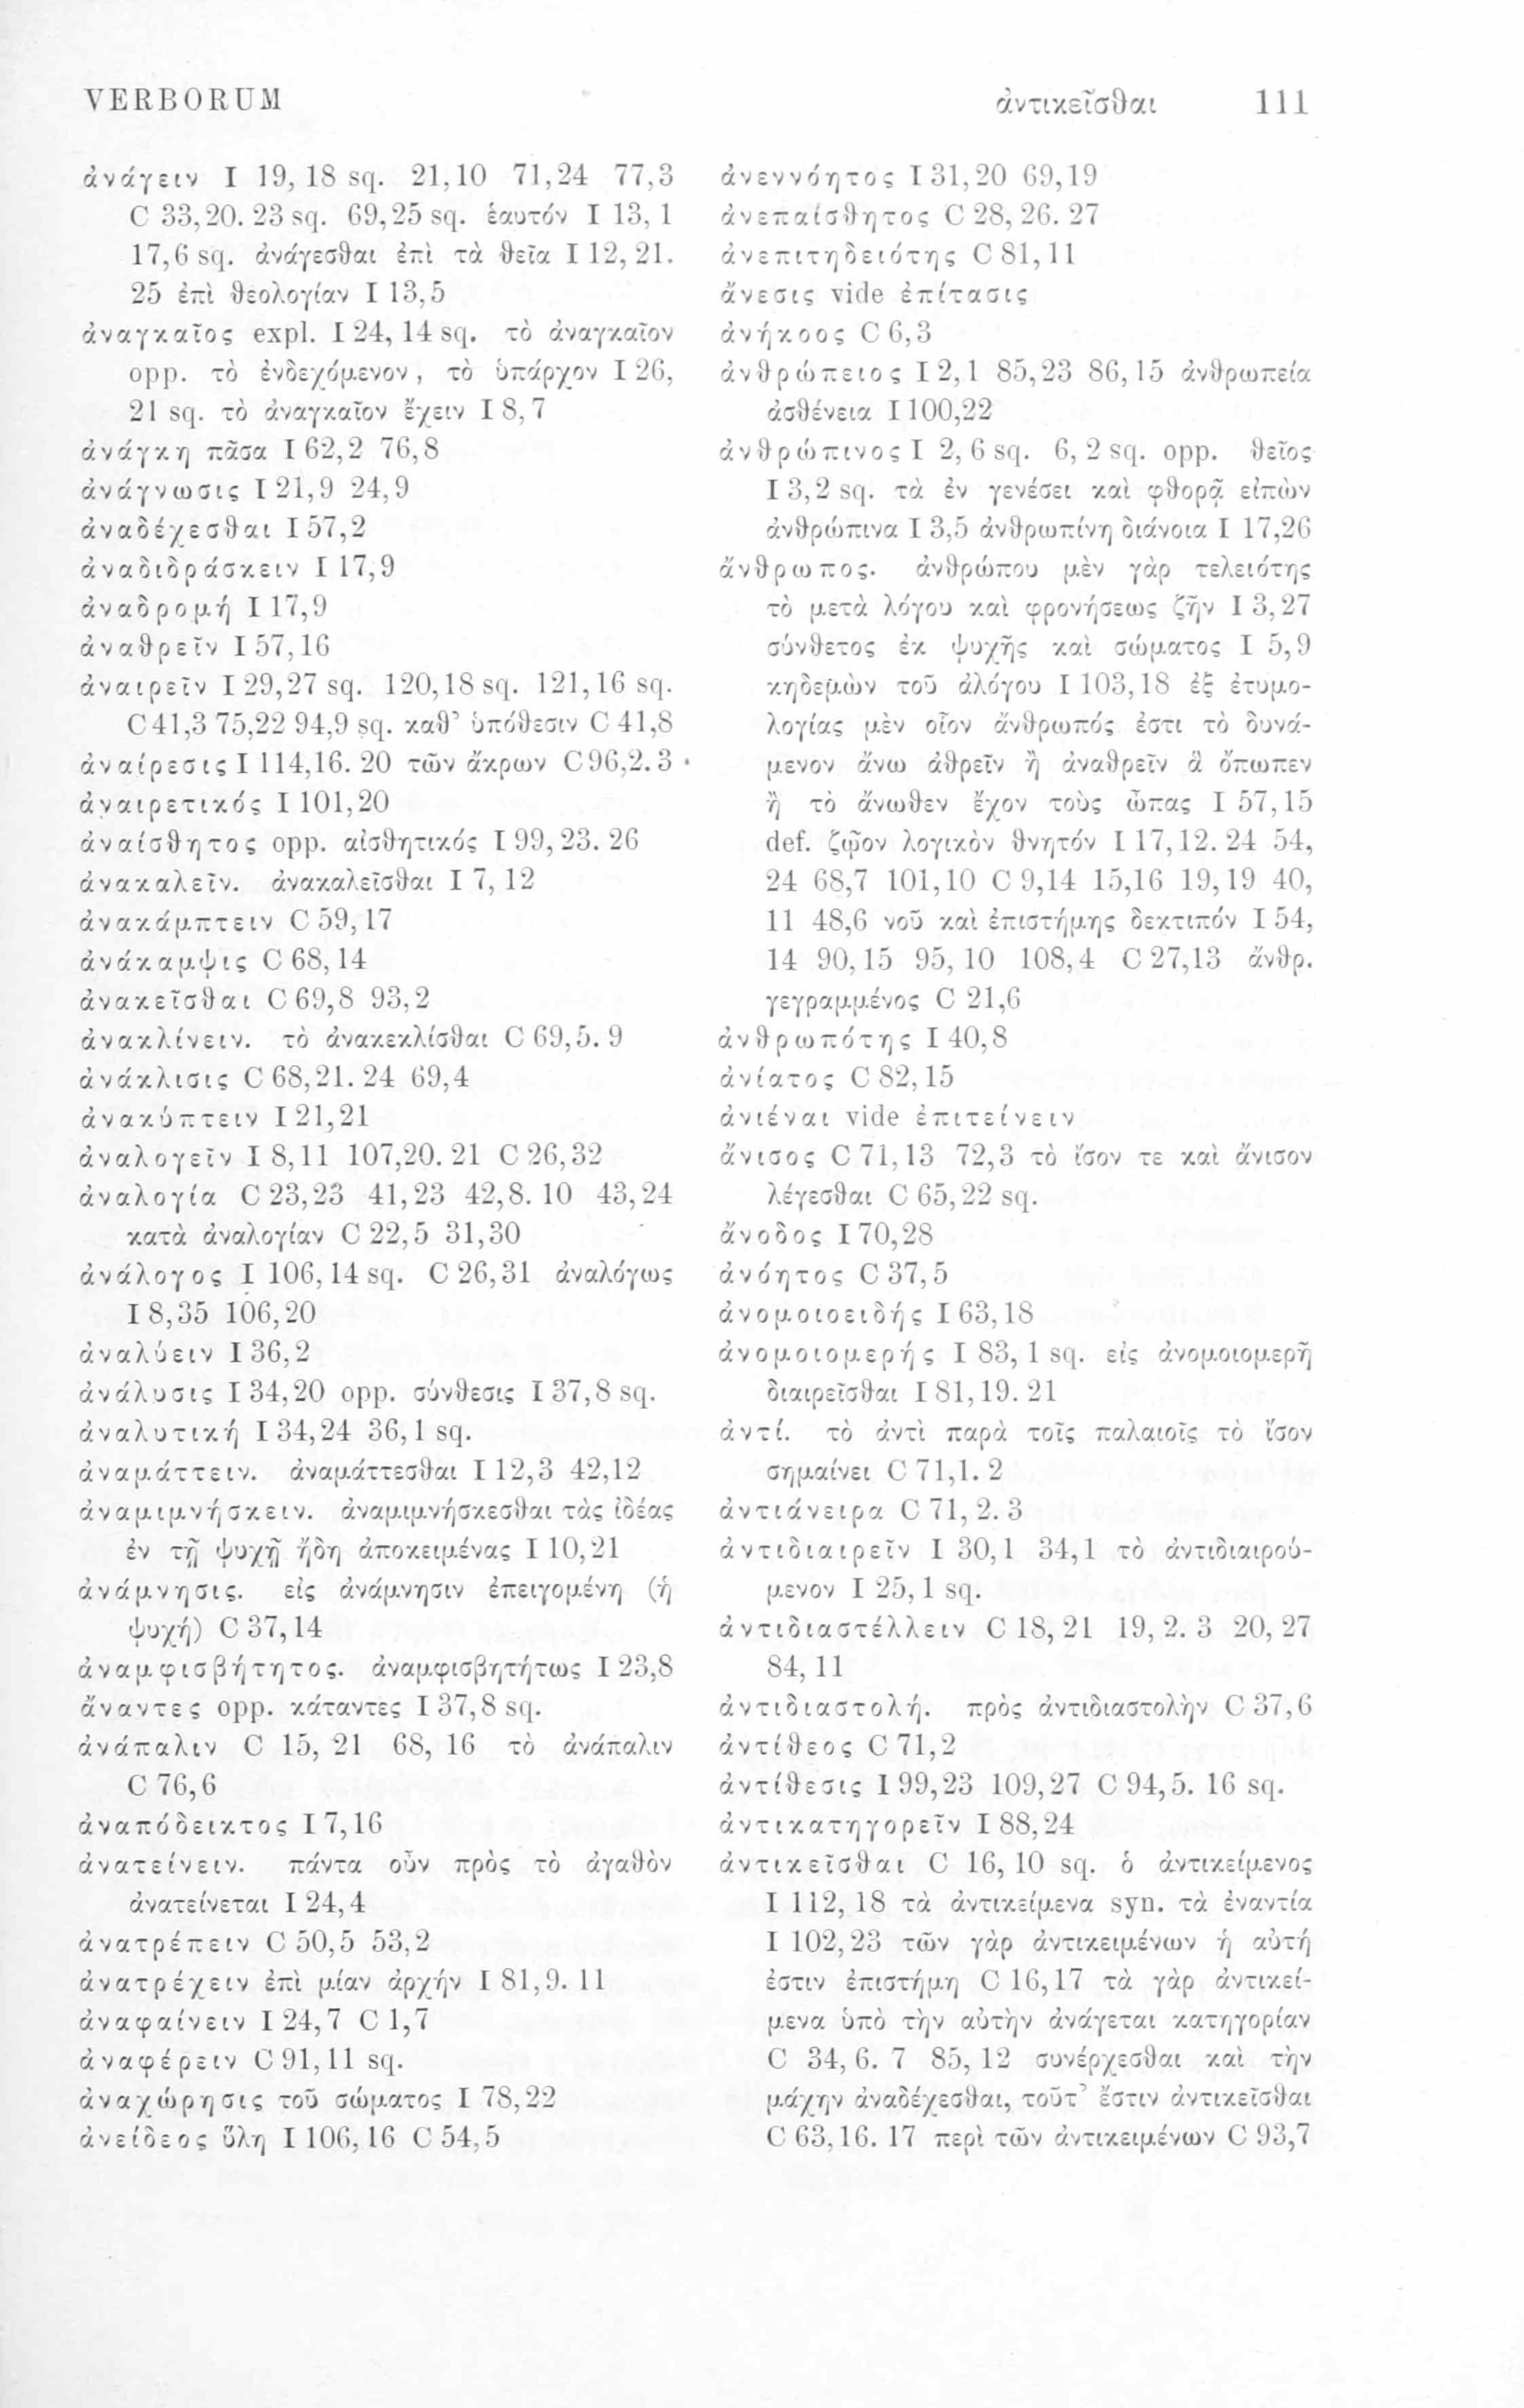 VERBORUM ἀντικεῖσθαι 111
ἀνάγειν I 19, 18 sq. 21,10 71,24 77,3
C 33,20. 23 sq. 69,25 sq. ἑαυτόν I 13, 1
17,6 sq. ἀνάγεσθαι ἐπὶ τὰ θεῖα I 12, 21.
25 ἐπὶ θεολογίαν I 13,5
ἀναγκαῖος expl. I 24, 14 sq. τὸ ἀναγκαῖον
opp. τὸ ἐνδεχόμενον, τὸ ὑπάρχον I 26,
21 sq. τὸ ἀναγκαῖον ἔχειν I 8, 7
ἀνάγκη πᾶσα I 62,2 76,8
ἀνάγνωσις I 21,9 24,9
ἀναδέχεσθαι I 57,2
ἀναδιδράσκειν I 17,9
ἀναδρομή I 17,9
ἀναθρεῖν I 57,16
ἀναιρεῖν I 29,27 sq. 120,18 sq. 121,16 sq.
C 41,3 75,22 94,9 sq. καθ’ ὑπόθεσιν C 41,8
ἀναίρεσις I 114,16. 20 τῶν ἄκρων C 96,2. 3
ἀναιρετικός I 101,20
ἀναίσθητος opp. αἰσθητικός I 99,23. 26
ἀνακαλεῖν. ἀνακαλεῖσθαι I 7, 12
ἀνακάμπτειν C 59,17
ἀνάκαμψις C 68,14
ἀνακεῖσθαι C 69,8 93,2
ἀνακλίνειν. τὸ ἀνακεκλίσθαι C 69,5. 9
ἀνάκλισις C 68,21. 24 69,4
ἀνακύπτειν I 21,21
ἀναλογεῖν I 8,11 107,20. 21 C 26,32
ἀναλογία C 23,23 41,23 42,8. 10 43,24
κατὰ ἀναλογίαν C 22,5 31,30
ἀνάλογος I 106,14 sq. C 26,31 ἀναλόγως
I 8,35 106,20
ἀναλύειν I 36,2
ἀνάλυσις I 34,20 opp. σύνθεσις I 37,8 sq.
ἀναλυτική I 34,24 36,1 sq.
ἀναμάττειν. ἀναμάττεσθαι I 12,3 42,12
ἀναμιμνήσκειν. ἀναμιμνήσκεσθαι τὰς ἰδέας
ἐν τῇ ψυχῇ ἤδη ἀποκειμένας I 10,21
ἀνάμνησις. εἰς ἀνάμνησιν ἐπειγομένη (ἡ
ψυχή) C 37,14
ἀναμφισβήτητος. ἀναμφισβητήτως I 23,8
ἄναντες opp. κάταντες I 37,8 sq.
ἀνάπαλιν C 15, 21 68, 16 τὸ ἀνάπαλιν
C 76,6
ἀναπόδεικτος I 7,16
ἀνατείνειν. πάντα οὖν πρὸς τὸ ἀγαθὸν
ἀνατείνεται I 24,4
ἀνατρέπειν C 50,5 53,2
ἀνατρέχειν ἐπὶ μίαν ἀρχήν I 81,9. 11
ἀναφαίνειν I 24,7 C 1,7
ἀναφέρειν C 91,11 sq.
ἀναχώρησις τοῦ σώματος I 78,22
ἀνείδεος ὕλη I 106,16 C 54,5
ἀνεννόητος I 31,20 69,19
ἀνεπαίσθητος C 28,26. 27
ἀνεπιτηδειότης C 81,11
ἄνεσις vide ἐπίτασις
ἀνήκοος C 6,3
ἀνθρώπειος I 2,1 85,23 86,15 ἀνθρωπεία
ἀσθένεια I 100,22
ἀνθρώπινος I 2, 6 sq. 6, 2 sq. opp. θεῖος
I 3,2 sq. τὰ ἐν γενέσει καὶ φθορᾷ εἰπὼν
ἀνθρώπινα I 3,5 ἀνθρωπίνη διάνοια I 17,26
ἄνθρωπος. ἀνθρώπου μὲν γὰρ τελειότης
τὸ μετὰ λόγου καὶ φρονήσεως ζῆν I 3,27
σύνθετος ἐκ ψυχῆς καὶ σώματος I 5,9
κηδεμὼν τοῦ ἀλόγου I 103,18 ἐξ ἐτυμο-
λογίας μὲν οἷον ἄνθρωπός ἐστι τὸ δυνά-
μενον ἄνω ἀθρεῖν ἢ ἀναθρεῖν ἃ ὄπωπεν
ἢ τὸ ἄνωθεν ἔχον τοὺς ὦπας I 57,15
def. ζῷον λογικὸν θνητόν I 17,12. 24 54,
24 68,7 101,10 C 9,14 15,16 19,19 40,
11 48,6 νοῦ καὶ ἐπιστήμης δεκτιπόν I 54,
14 90,15 95,10 108,4 C 27,13 ἄνθρ.
γεγραμμένος C 21,6
ἀνθρωπότης I 40,8
ἀνίατος C 82,15
ἀνιέναι vide ἐπιτείνειν
ἄνισος C 71,13 72,3 τὸ ἴσον τε καὶ ἄνισον
λέγεσθαι C 65,22 sq.
ἄνοδος I 70,28
ἀνόητος C 37,5
ἀνομοιοειδής I 63,18
ἀνομοιομερής I 83, 1 sq. εἰς ἀνομοιομερῆ
διαιρεῖσθαι I 81,19. 21
ἀντί. τὸ ἀντὶ παρὰ τοῖς παλαιοῖς τὸ ἴσον
σημαίνει C 71,1. 2
ἀντιάνειρα C 71, 2. 3
ἀντιδιαιρεῖν I 30,1 34,1 τὸ ἀντιδιαιρού-
μενον I 25,1 sq.
ἀντιδιαστέλλειν C 18, 21 19, 2. 3 20, 27
84, 11
ἀντιδιαστολή. πρὸς ἀντιδιαστολὴν C 37,6
ἀντίθεος C 71,2
ἀντίθεσις I 99,23 109,27 C 94,5. 16 sq.
ἀντικατηγορεῖν I 88,24
ἀντικεῖσθαι C 16, 10 sq. ὁ ἀντικείμενος
I 112, 18 τὰ ἀντικείμενα syn. τὰ ἐναντία
I 102,23 τῶν γὰρ ἀντικειμένων ἡ αὐτή
ἐστιν ἐπιστήμη C 16,17 τὰ γὰρ ἀντικεί-
μενα ὑπὸ τὴν αὐτὴν ἀνάγεται κατηγορίαν
C 34, 6. 7 85, 12 συνέρχεσθαι καὶ τὴν
μάχην ἀναδέχεσθαι, τοῦτ’ ἔστιν ἀντικεῖσθαι
C 63,16. 17 περὶ τῶν ἀντικειμένων C 93,7